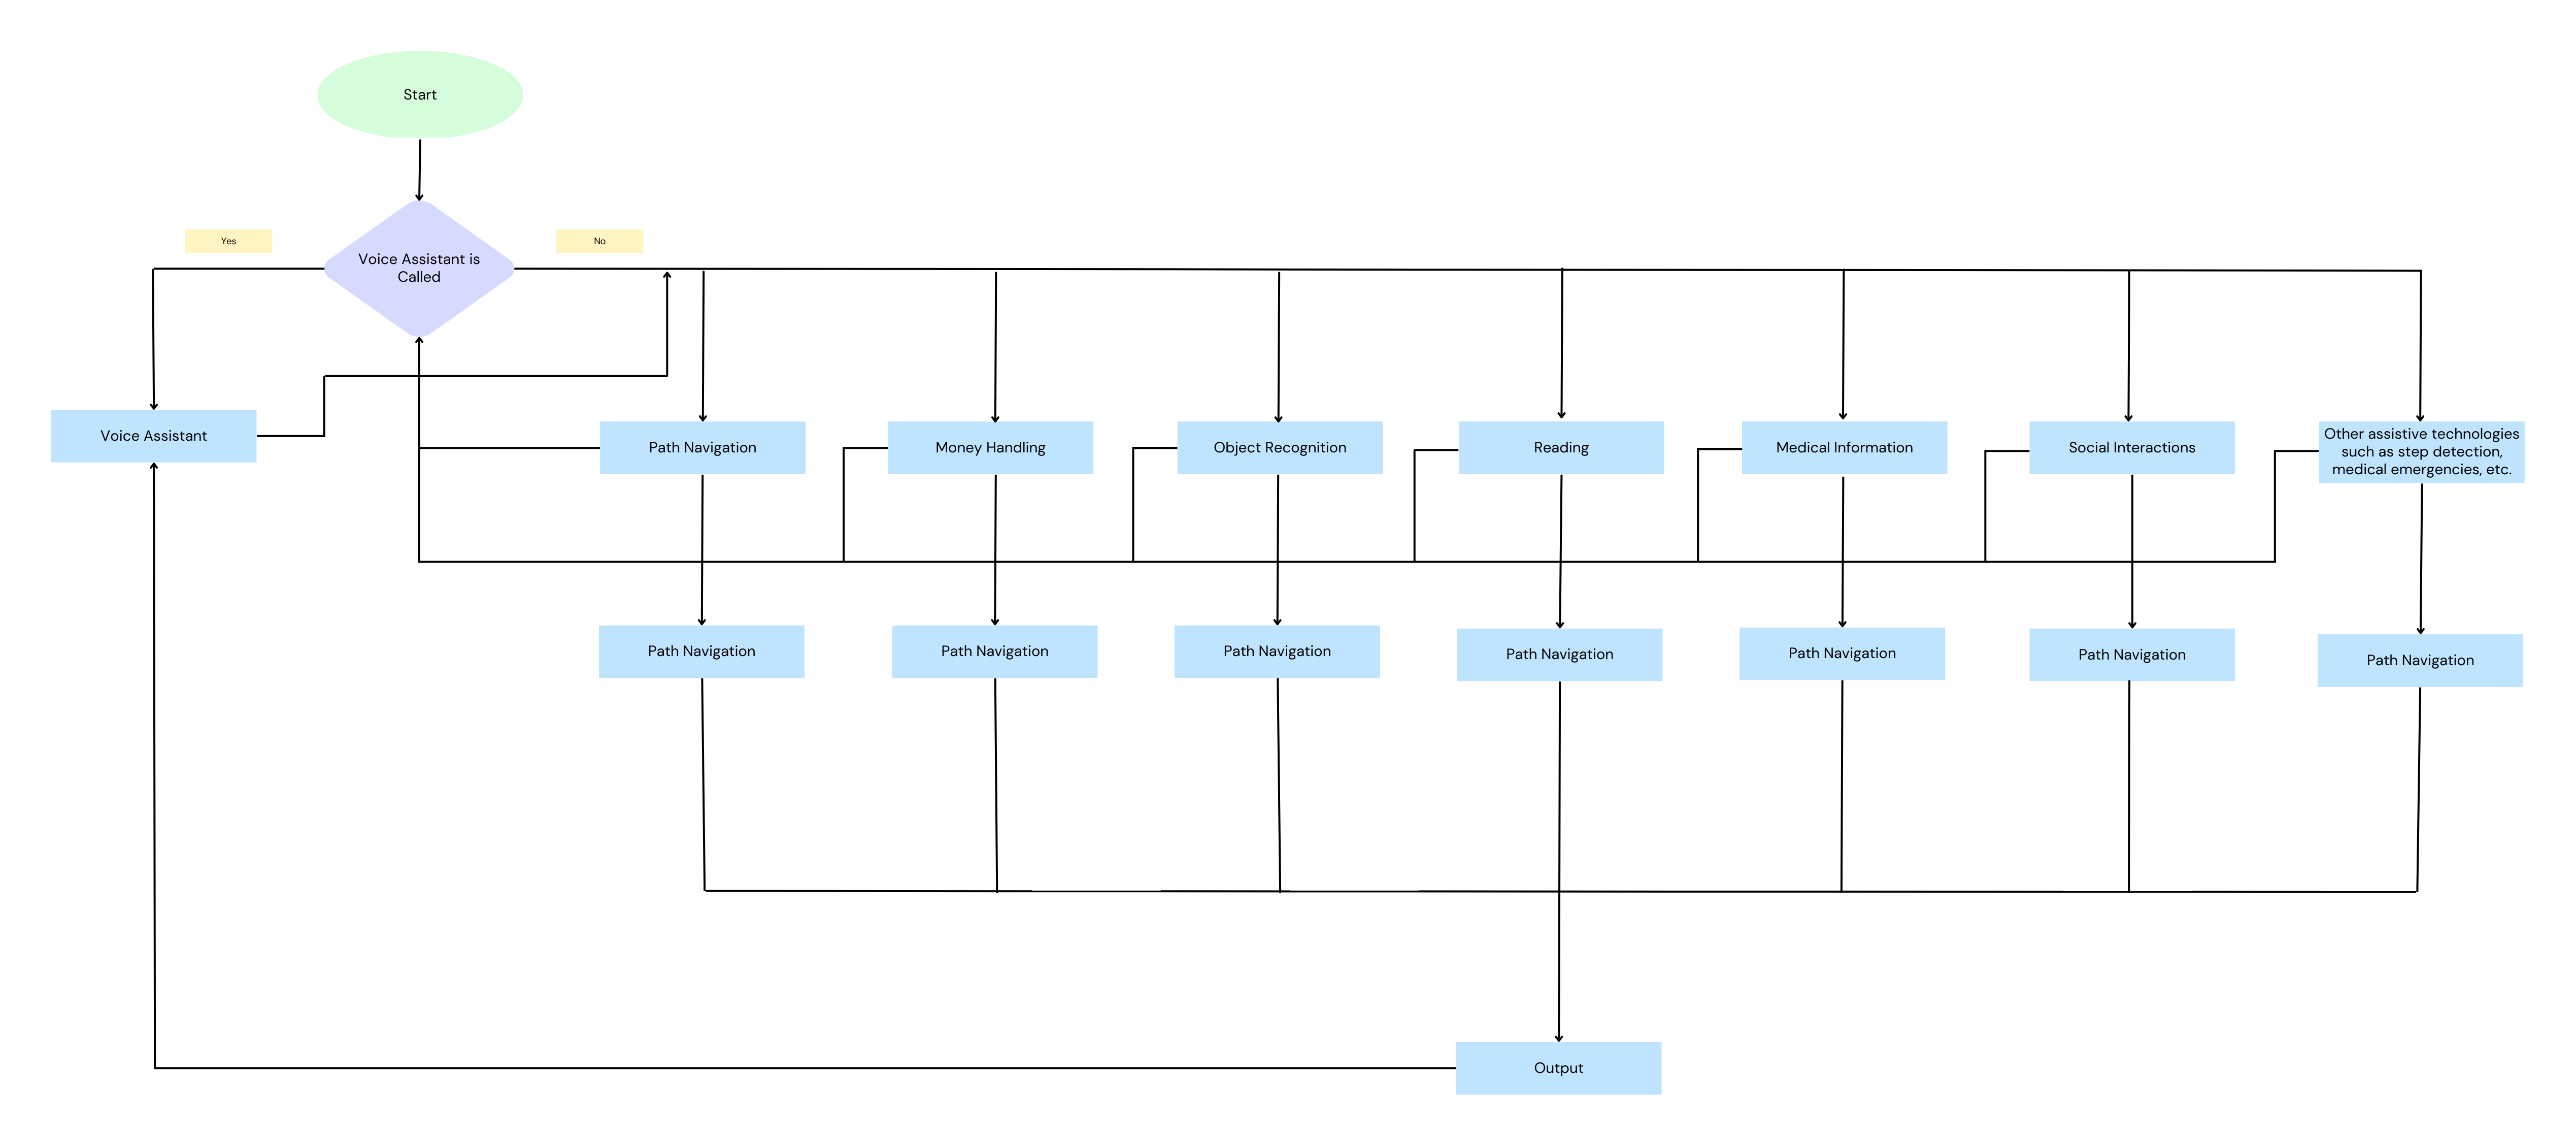 Start
Yes
No
Voice Assistant is
Called
Voice Assistant
Path Navigation
Money Handling
Object Recognition
Reading
Medical Information
Social Interactions
Other assistive technologies
such as step detection,
medical emergencies, etc.
Path Navigation
Path Navigation
Path Navigation
Path Navigation
Path Navigation
Path Navigation
Path Navigation
Output